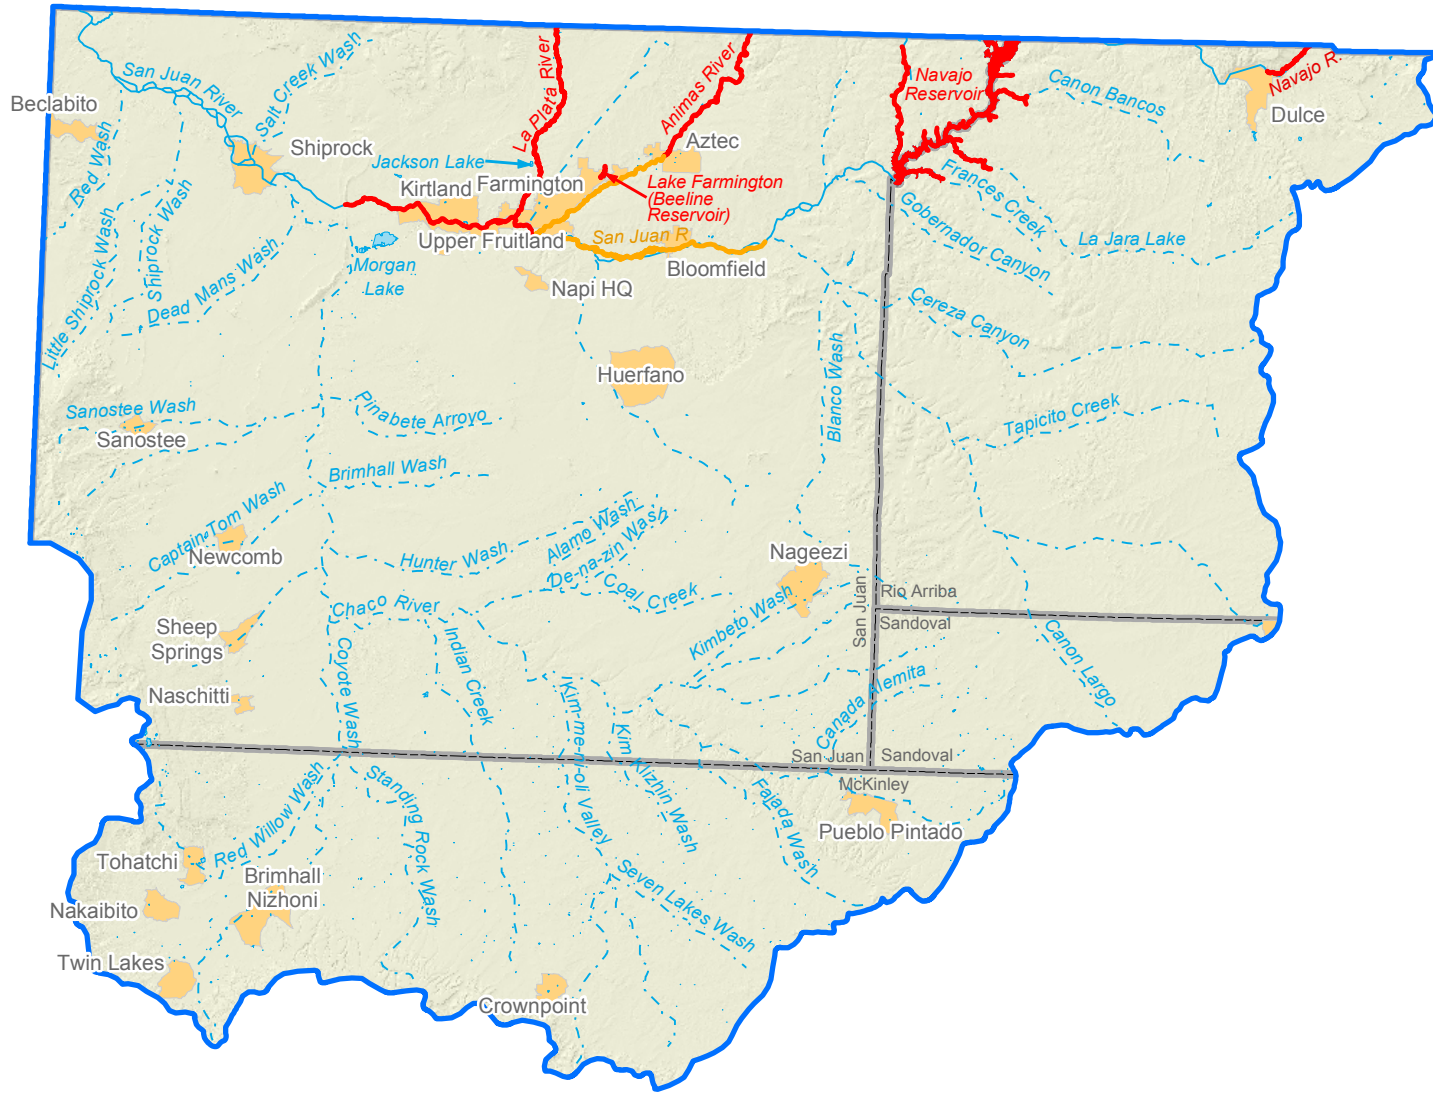 San Juan River
Salt Creek Wash
La Plata River
Animas River
Navajo
Reservoir
Canon Bancos
Navajo R.
Dulce
Beclabito
Red Wash
Shiprock
Jackson Lake
Aztec
Kirtland
Farmington
Lake Farmington
(Beeline
Reservoir)
Frances Creek
Gobernador Canyon
La Jara Lake
Little Shiprock Wash
Shiprock Wash
Dead Mans Wash
Upper Fruitland
San Juan R
Morgan
Lake
Bloomfield
Napi HQ
Cereza Canyon
Blanco Wash
Huerfano
Sanostee Wash
Sanostee
Pinabete Arroyo
Tapicito Creek
Brimhall Wash
Captain Tom Wash
Newcomb
Hunter Wash
Alamo Wash
De-na-zin Wash
Coal Creek
Nageezi
Kimbeto Wash
San Juan
Rio Arriba
Sandoval
Chaco River
Sheep
Springs
Coyote Wash
Indian Creek
Canon Largo
Naschitti
Kim-me-ni-oli Valley
Kim Klizhin Wash
Canada Alemita
San Juan
Sandoval
McKinley
Fajada Wash
Pueblo Pintado
Red Willow Wash
Standing Rock Wash
Tohatchi
Brimhall
Nizhoni
Nakaibito
Seven Lakes Wash
Twin Lakes
Crownpoint